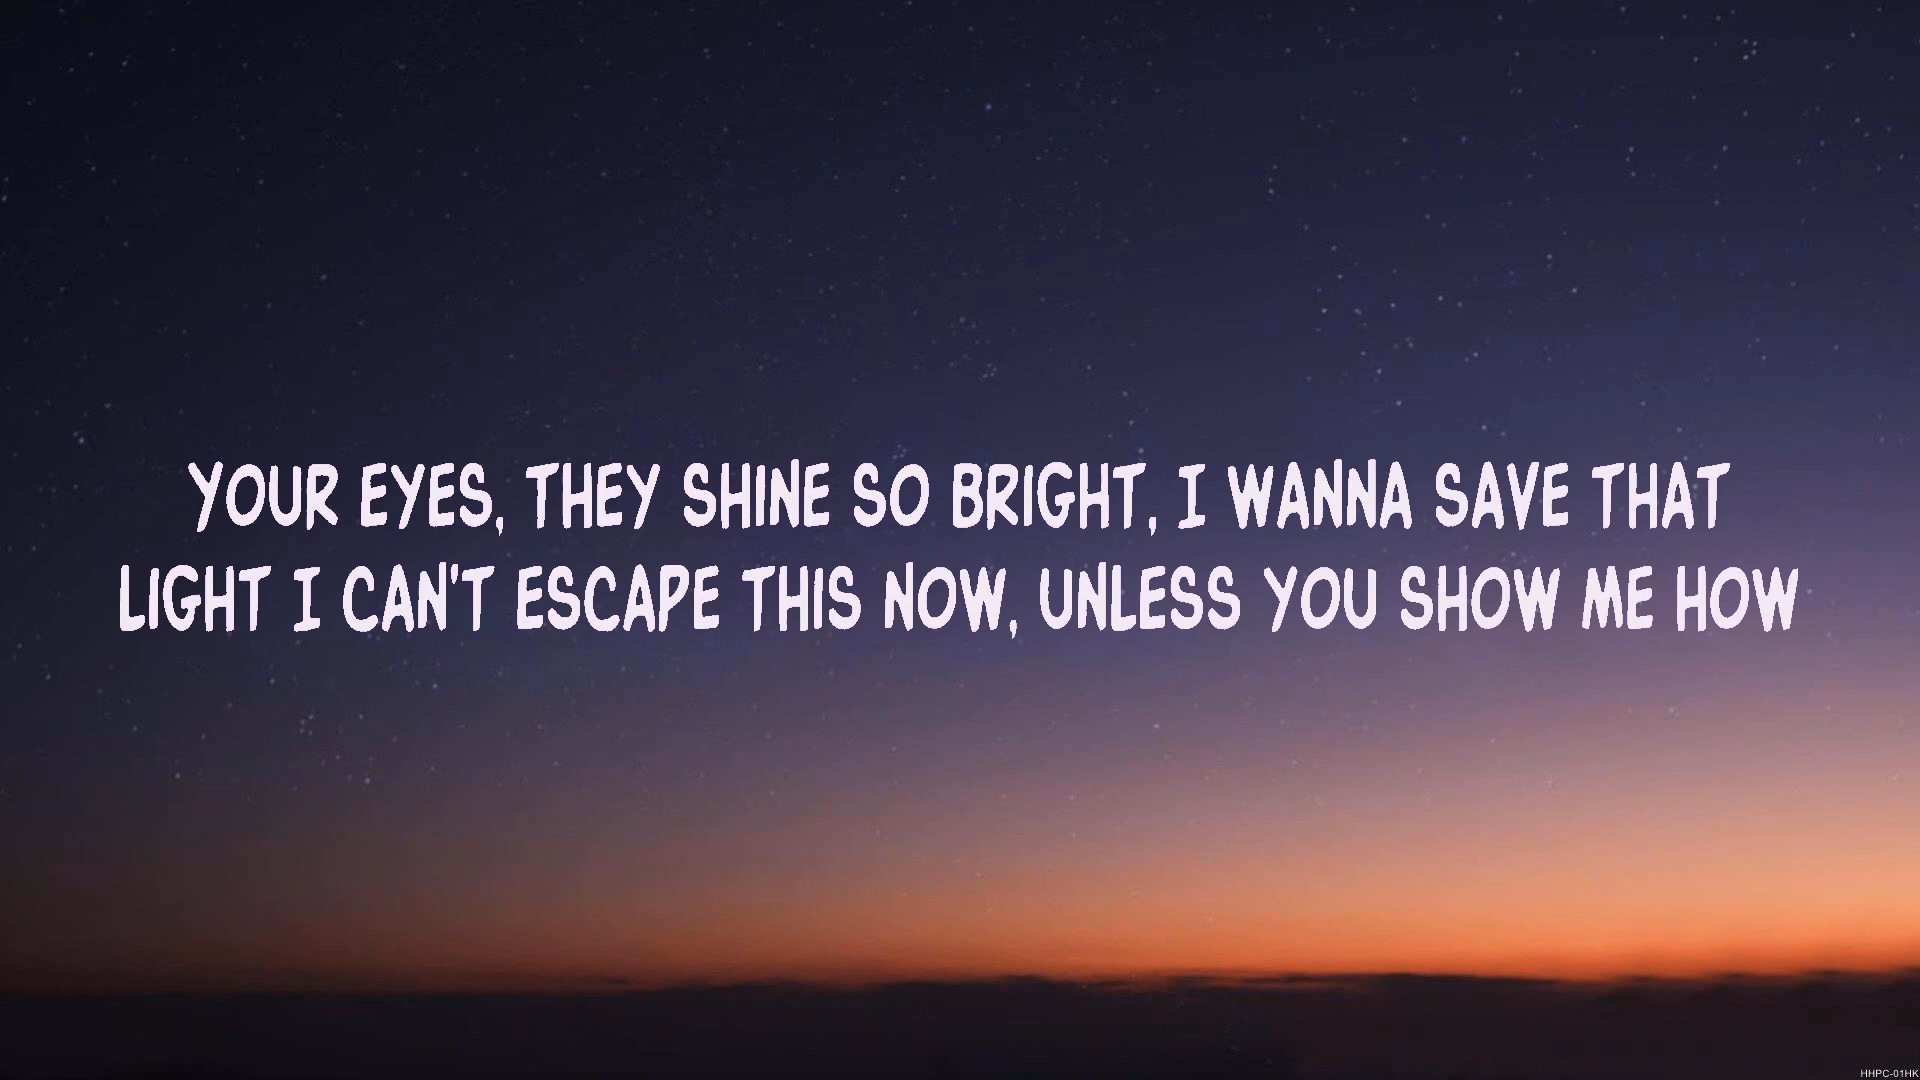 YOUR EYES, THEY SHINE SO BRIGHT, I WANNA SAVE THAT
LIGHT I CAN'T ESCAPE THIS NOW, UNLESS YOU SHOW ME HOW
HHPC-01HK